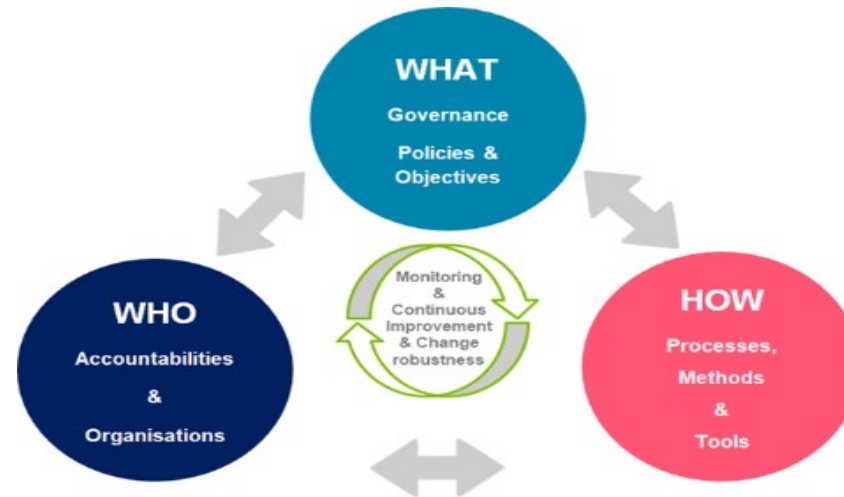 WHAT
Governance
Policies &
Objectives
Monitoring
&
Continuous
Improvement
& Change
robustness
WHO
Accountabilities
&
Organisations
HOW
Processes,
Methods
&
Tools